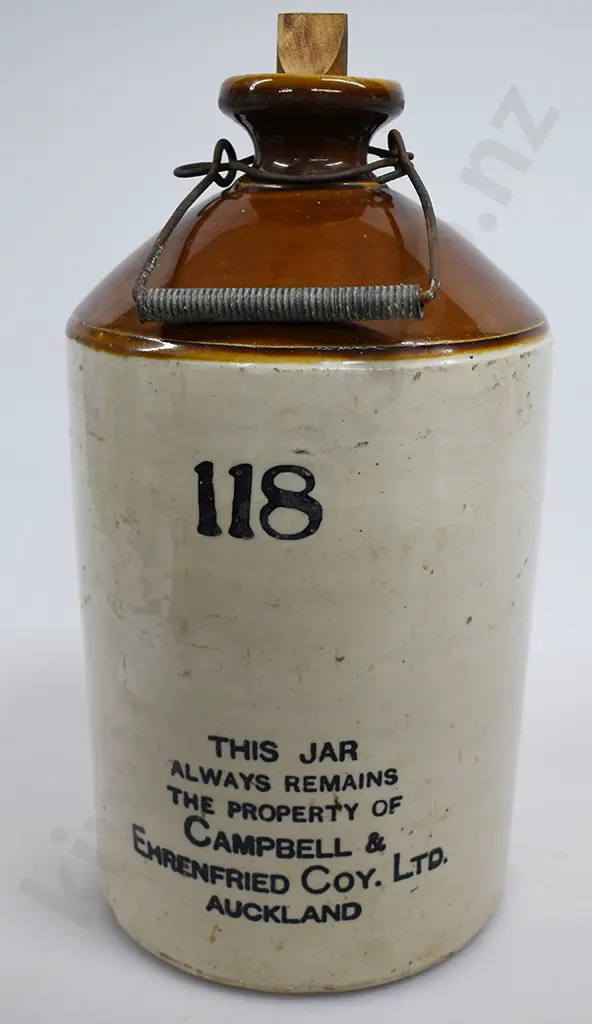 118
THIS JAR
ALWAYS REMAINS
THE PROPERTY OF
CAMPBELL &
EHRENFRIED COY. LTD.
AUCKLAND